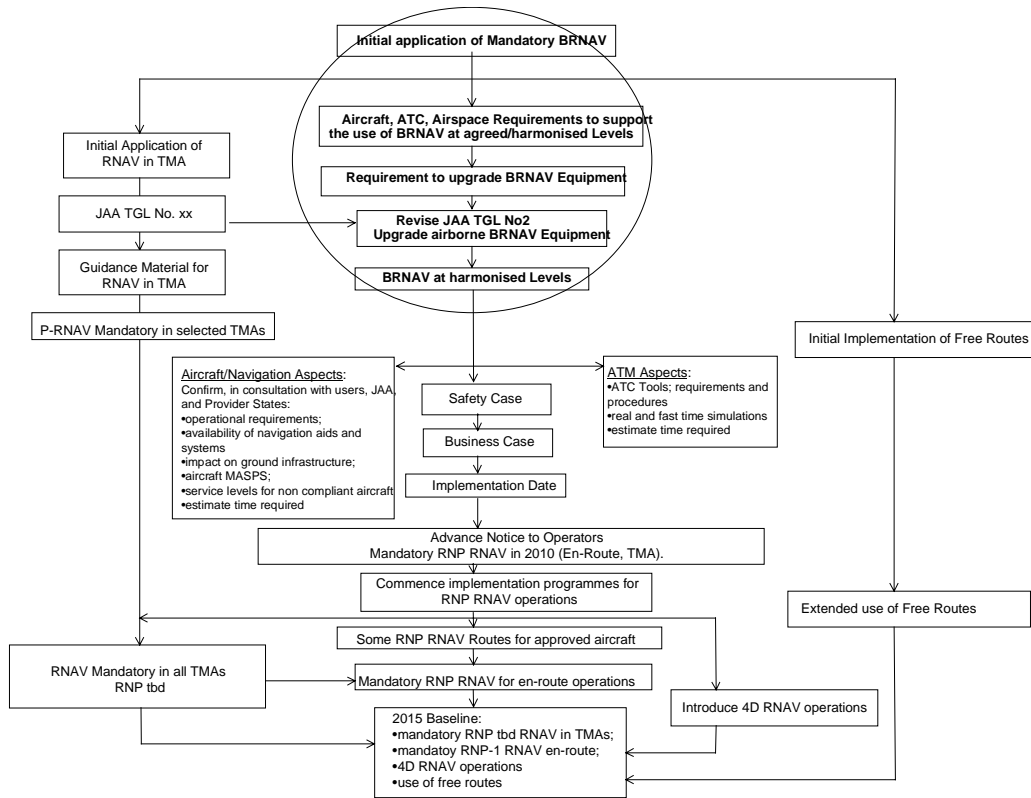 Initial application of Mandatory BRNAV
Aircraft, ATC, Airspace Requirements to support
the use of BRNAV at agreed/harmonised Levels
Initial Application of
RNAV in TMA
Requirement to upgrade BRNAV Equipment
JAA TGL No. xx
Revise JAA TGL No2
Upgrade airborne BRNAV Equipment
Guidance Material for
RNAV in TMA
BRNAV at harmonised Levels
P-RNAV Mandatory in selected TMAs
Initial Implementation of Free Routes
Aircraft/Navigation Aspects:
Confirm, in consultation with users, JAA,
and Provider States:
•operational requirements;
•availability of navigation aids and
systems
•impact on ground infrastructure;
•aircraft MASPS;
•service levels for non compliant aircraft
•estimate time required
ATM Aspects:
•ATC Tools; requirements and
procedures
•real and fast time simulations
•estimate time required
Safety Case
Business Case
Implementation Date
Advance Notice to Operators
Mandatory RNP RNAV in 2010 (En-Route, TMA).
Commence implementation programmes for
RNP RNAV operations
Extended use of Free Routes
Some RNP RNAV Routes for approved aircraft
RNAV Mandatory in all TMAs
RNP tbd
Mandatory RNP RNAV for en-route operations
Introduce 4D RNAV operations
2015 Baseline:
•mandatory RNP tbd RNAV in TMAs;
•mandatoy RNP-1 RNAV en-route;
•4D RNAV operations
•use of free routes